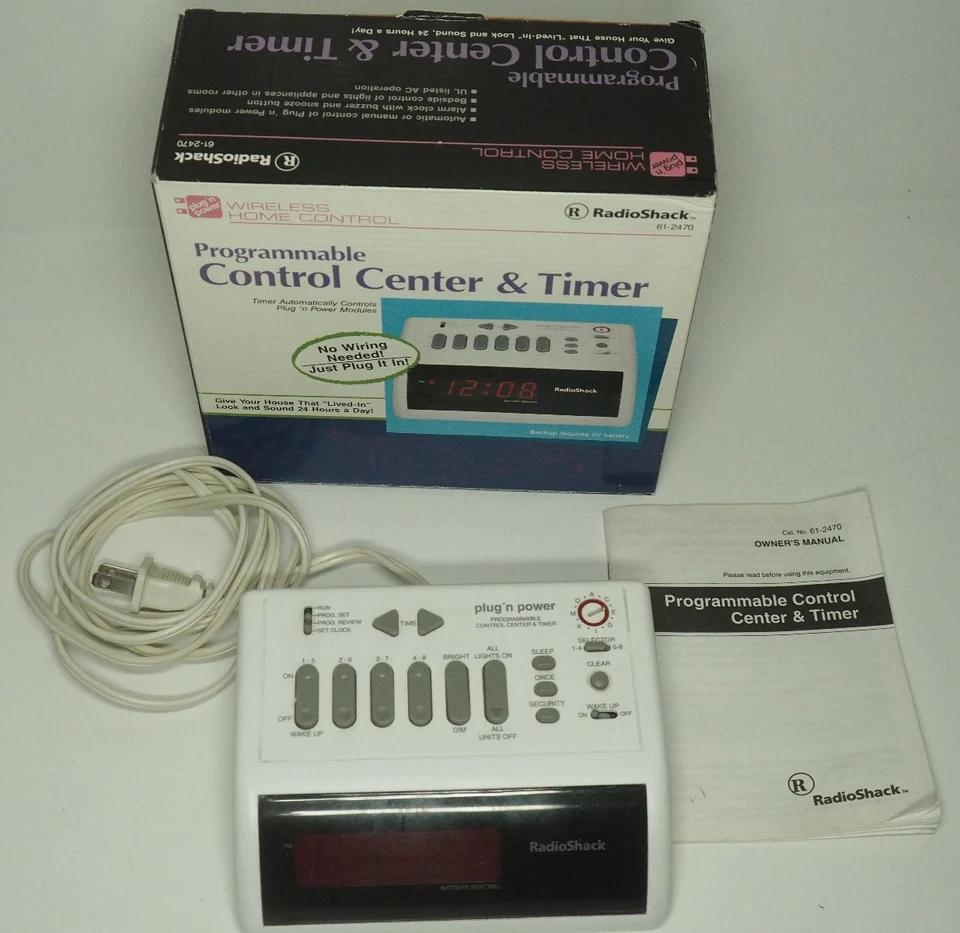 Give Your House That "Lived-In" Look and Sound, 24 Hours a Day!
Programmable
Control Center & Timer
■ Automatic or manual control of Plug 'n Power modules
■ Alarm clock with buzzer and snooze button
■ Bedside control of lights and appliances in other rooms
■ UL listed AC operation
plug 'n power
WIRELESS
HOME CONTROL
RadioShack
61-2470
plug 'n power
WIRELESS
HOME CONTROL
RadioShack™
61-2470
Programmable
Control Center & Timer
Timer Automatically Controls
Plug 'n Power Modules
No Wiring
Needed!
Just Plug It In!
Give Your House That "Lived-In"
Look and Sound 24 Hours a Day!
12:08
RadioShack
Backup requires 9V battery
Cat. No. 61-2470
OWNER'S MANUAL
Please read before using this equipment.
Programmable Control
Center & Timer
RadioShack™
RUN
PROG. SET
PROG. REVIEW
SET CLOCK
TIME
plug 'n power
PROGRAMMABLE
CONTROL CENTER & TIMER
A C E G I K M O
SELECTOR
1-4 5-8
1-5 2-6 3-7 4-8 BRIGHT ALL
LIGHTS ON
ON
OFF
WAKE UP
DIM
ALL
UNITS OFF
SLEEP
ONCE
SECURITY
CLEAR
WAKE UP
ON OFF
PM
RadioShack
BATTERY SENTINEL